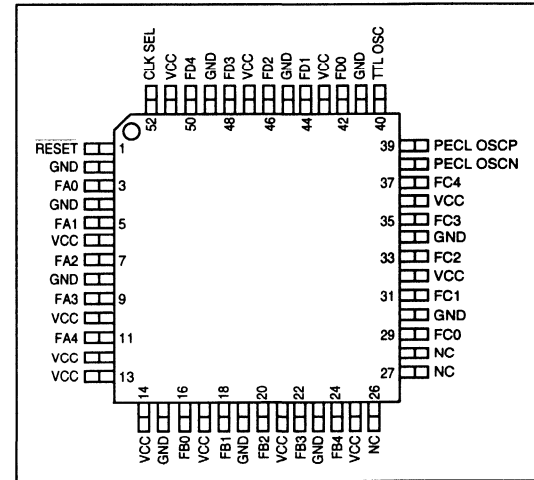 CLK SEL
VCC
FD4
GND
FD3
VCC
FD2
GND
FD1
VCC
FD0
GND
TTL OSC
52
50
48
46
44
42
40
RESET 1
GND
FA0 3
GND
FA1 5
VCC
FA2 7
GND
FA3 9
VCC
FA4 11
VCC
VCC 13
39 PECL OSCP
PECL OSCN
37 FC4
VCC
35 FC3
GND
33 FC2
VCC
31 FC1
GND
29 FC0
NC
27 NC
14
16
18
20
22
24
26
VCC
GND
FB0
VCC
FB1
GND
FB2
VCC
FB3
GND
FB4
VCC
NC